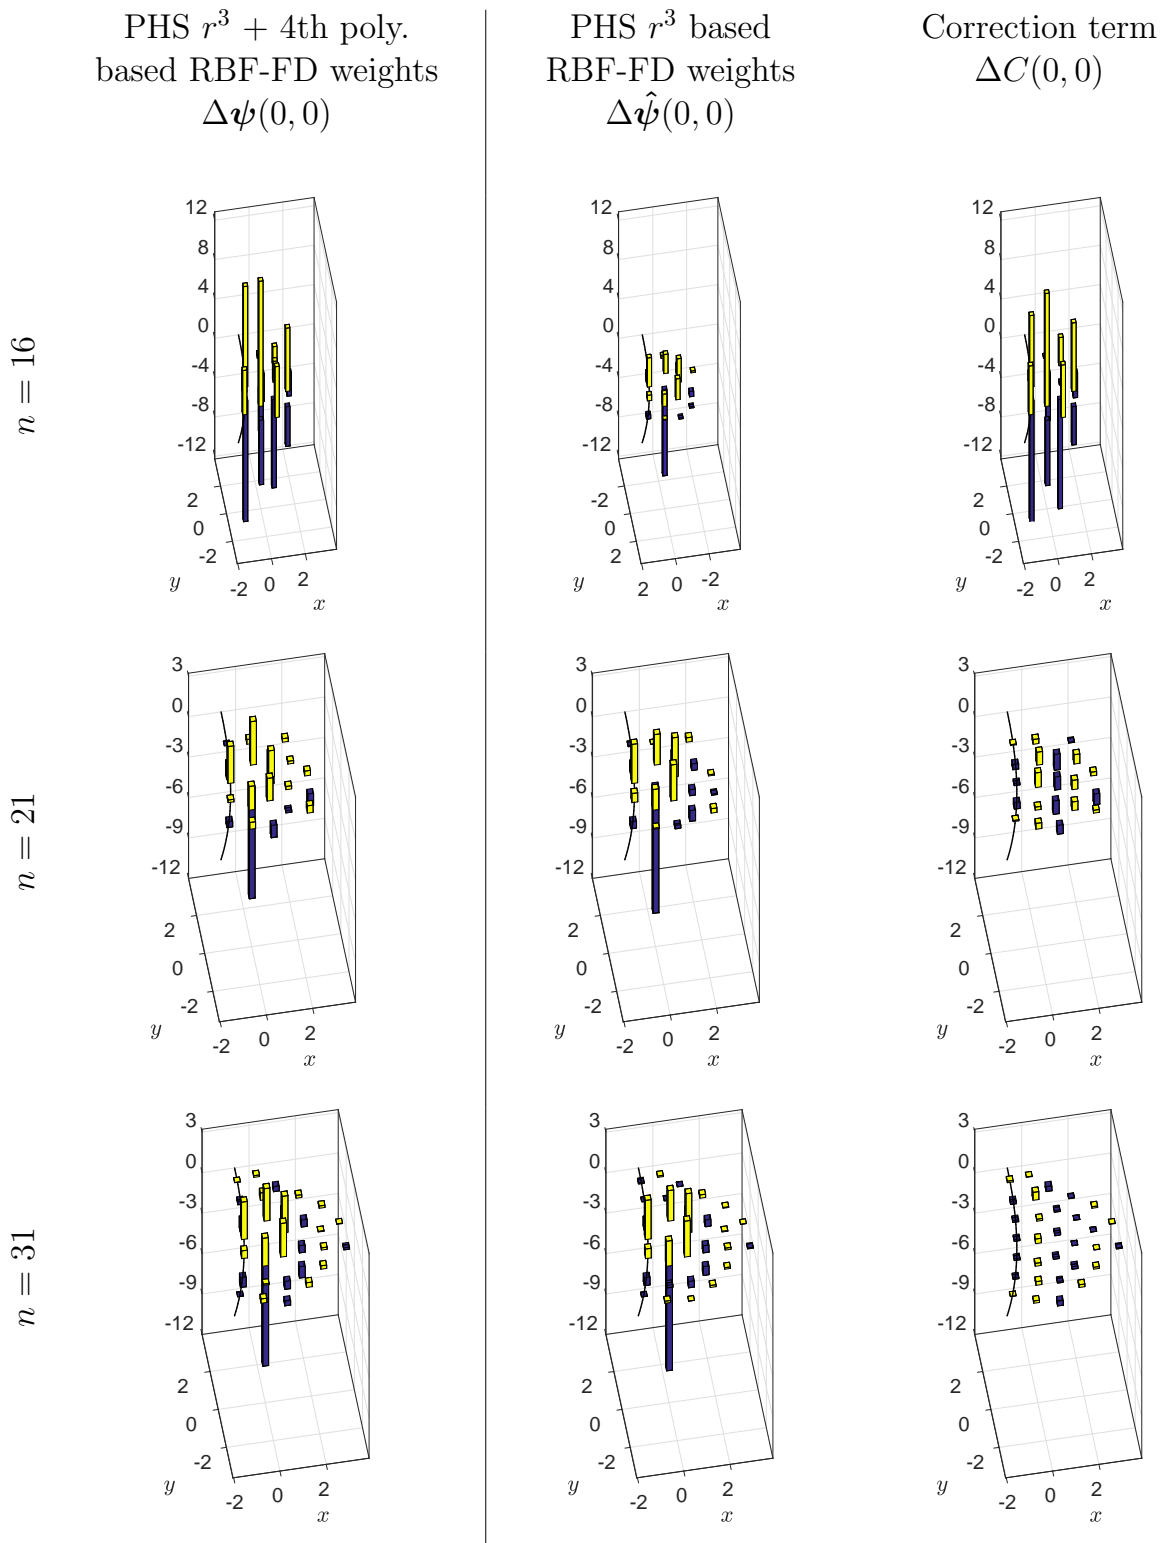 PHS r³ + 4th poly.
based RBF-FD weights
Δψ(0, 0)
PHS r³ based
RBF-FD weights
Δψ̂(0, 0)
Correction term
ΔC(0, 0)
n = 16
12
8
4
0
-4
-8
-12
2
0
-2
y
-2 0 2
x
12
8
4
0
-4
-8
-12
-2
0
2
y
2 0 -2
x
12
8
4
0
-4
-8
-12
2
0
-2
y
-2 0 2
x
n = 21
3
0
-3
-6
-9
-12
2
0
-2
y
-2 0 2
x
3
0
-3
-6
-9
-12
2
0
-2
y
-2 0 2
x
3
0
-3
-6
-9
-12
2
0
-2
y
-2 0 2
x
n = 31
3
0
-3
-6
-9
-12
2
0
-2
y
-2 0 2
x
3
0
-3
-6
-9
-12
2
0
-2
y
-2 0 2
x
3
0
-3
-6
-9
-12
2
0
-2
y
-2 0 2
x